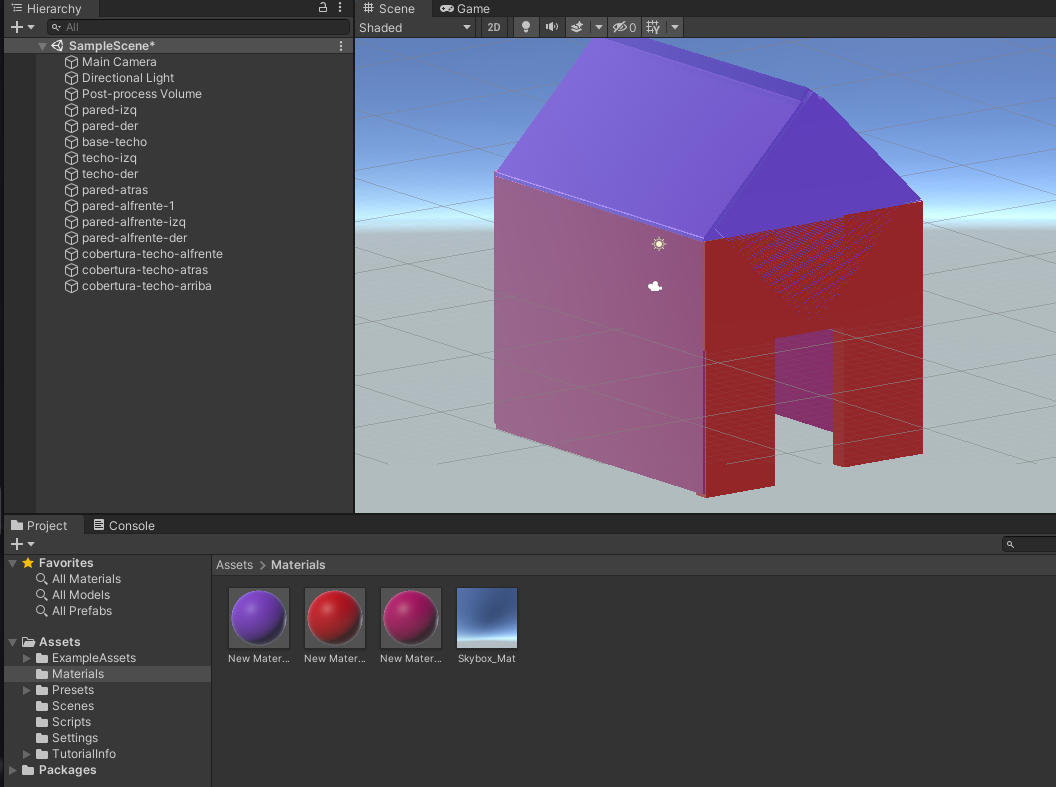 Hierarchy
All
SampleScene*
Main Camera
Directional Light
Post-process Volume
pared-izq
pared-der
base-techo
techo-izq
techo-der
pared-atras
pared-alfrente-1
pared-alfrente-izq
pared-alfrente-der
cobertura-techo-alfrente
cobertura-techo-atras
cobertura-techo-arriba
Scene Game
Shaded 2D 0
Project Console
Favorites
All Materials
All Models
All Prefabs
Assets
ExampleAssets
Materials
Presets
Scenes
Scripts
Settings
TutorialInfo
Packages
Assets > Materials
New Mater... New Mater... New Mater... Skybox_Mat